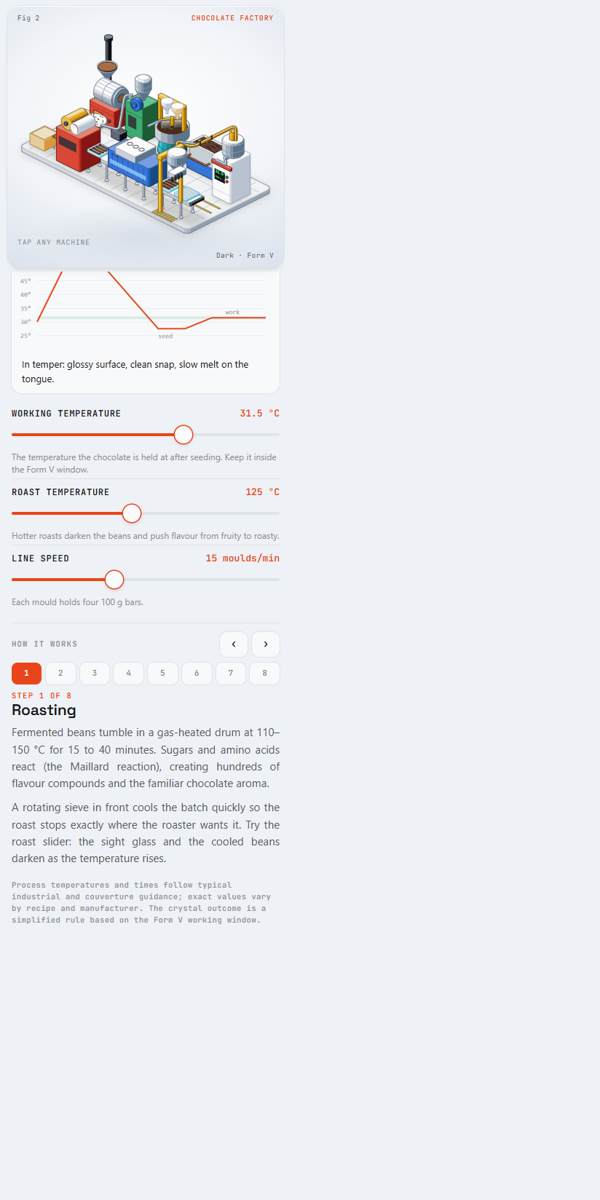 Fig 2
CHOCOLATE FACTORY
TAP ANY MACHINE
Dark · Form V
45°
40°
35°
30°
25°
work
seed
In temper: glossy surface, clean snap, slow melt on the
tongue.
WORKING TEMPERATURE
31.5 °C
The temperature the chocolate is held at after seeding. Keep it inside
the Form V window.
ROAST TEMPERATURE
125 °C
Hotter roasts darken the beans and push flavour from fruity to roasty.
LINE SPEED
15 moulds/min
Each mould holds four 100 g bars.
HOW IT WORKS
‹ ›
1 2 3 4 5 6 7 8
STEP 1 OF 8
Roasting
Fermented beans tumble in a gas-heated drum at 110–
150 °C for 15 to 40 minutes. Sugars and amino acids
react (the Maillard reaction), creating hundreds of
flavour compounds and the familiar chocolate aroma.
A rotating sieve in front cools the batch quickly so the
roast stops exactly where the roaster wants it. Try the
roast slider: the sight glass and the cooled beans
darken as the temperature rises.
Process temperatures and times follow typical
industrial and couverture guidance; exact values vary
by recipe and manufacturer. The crystal outcome is a
simplified rule based on the Form V working window.